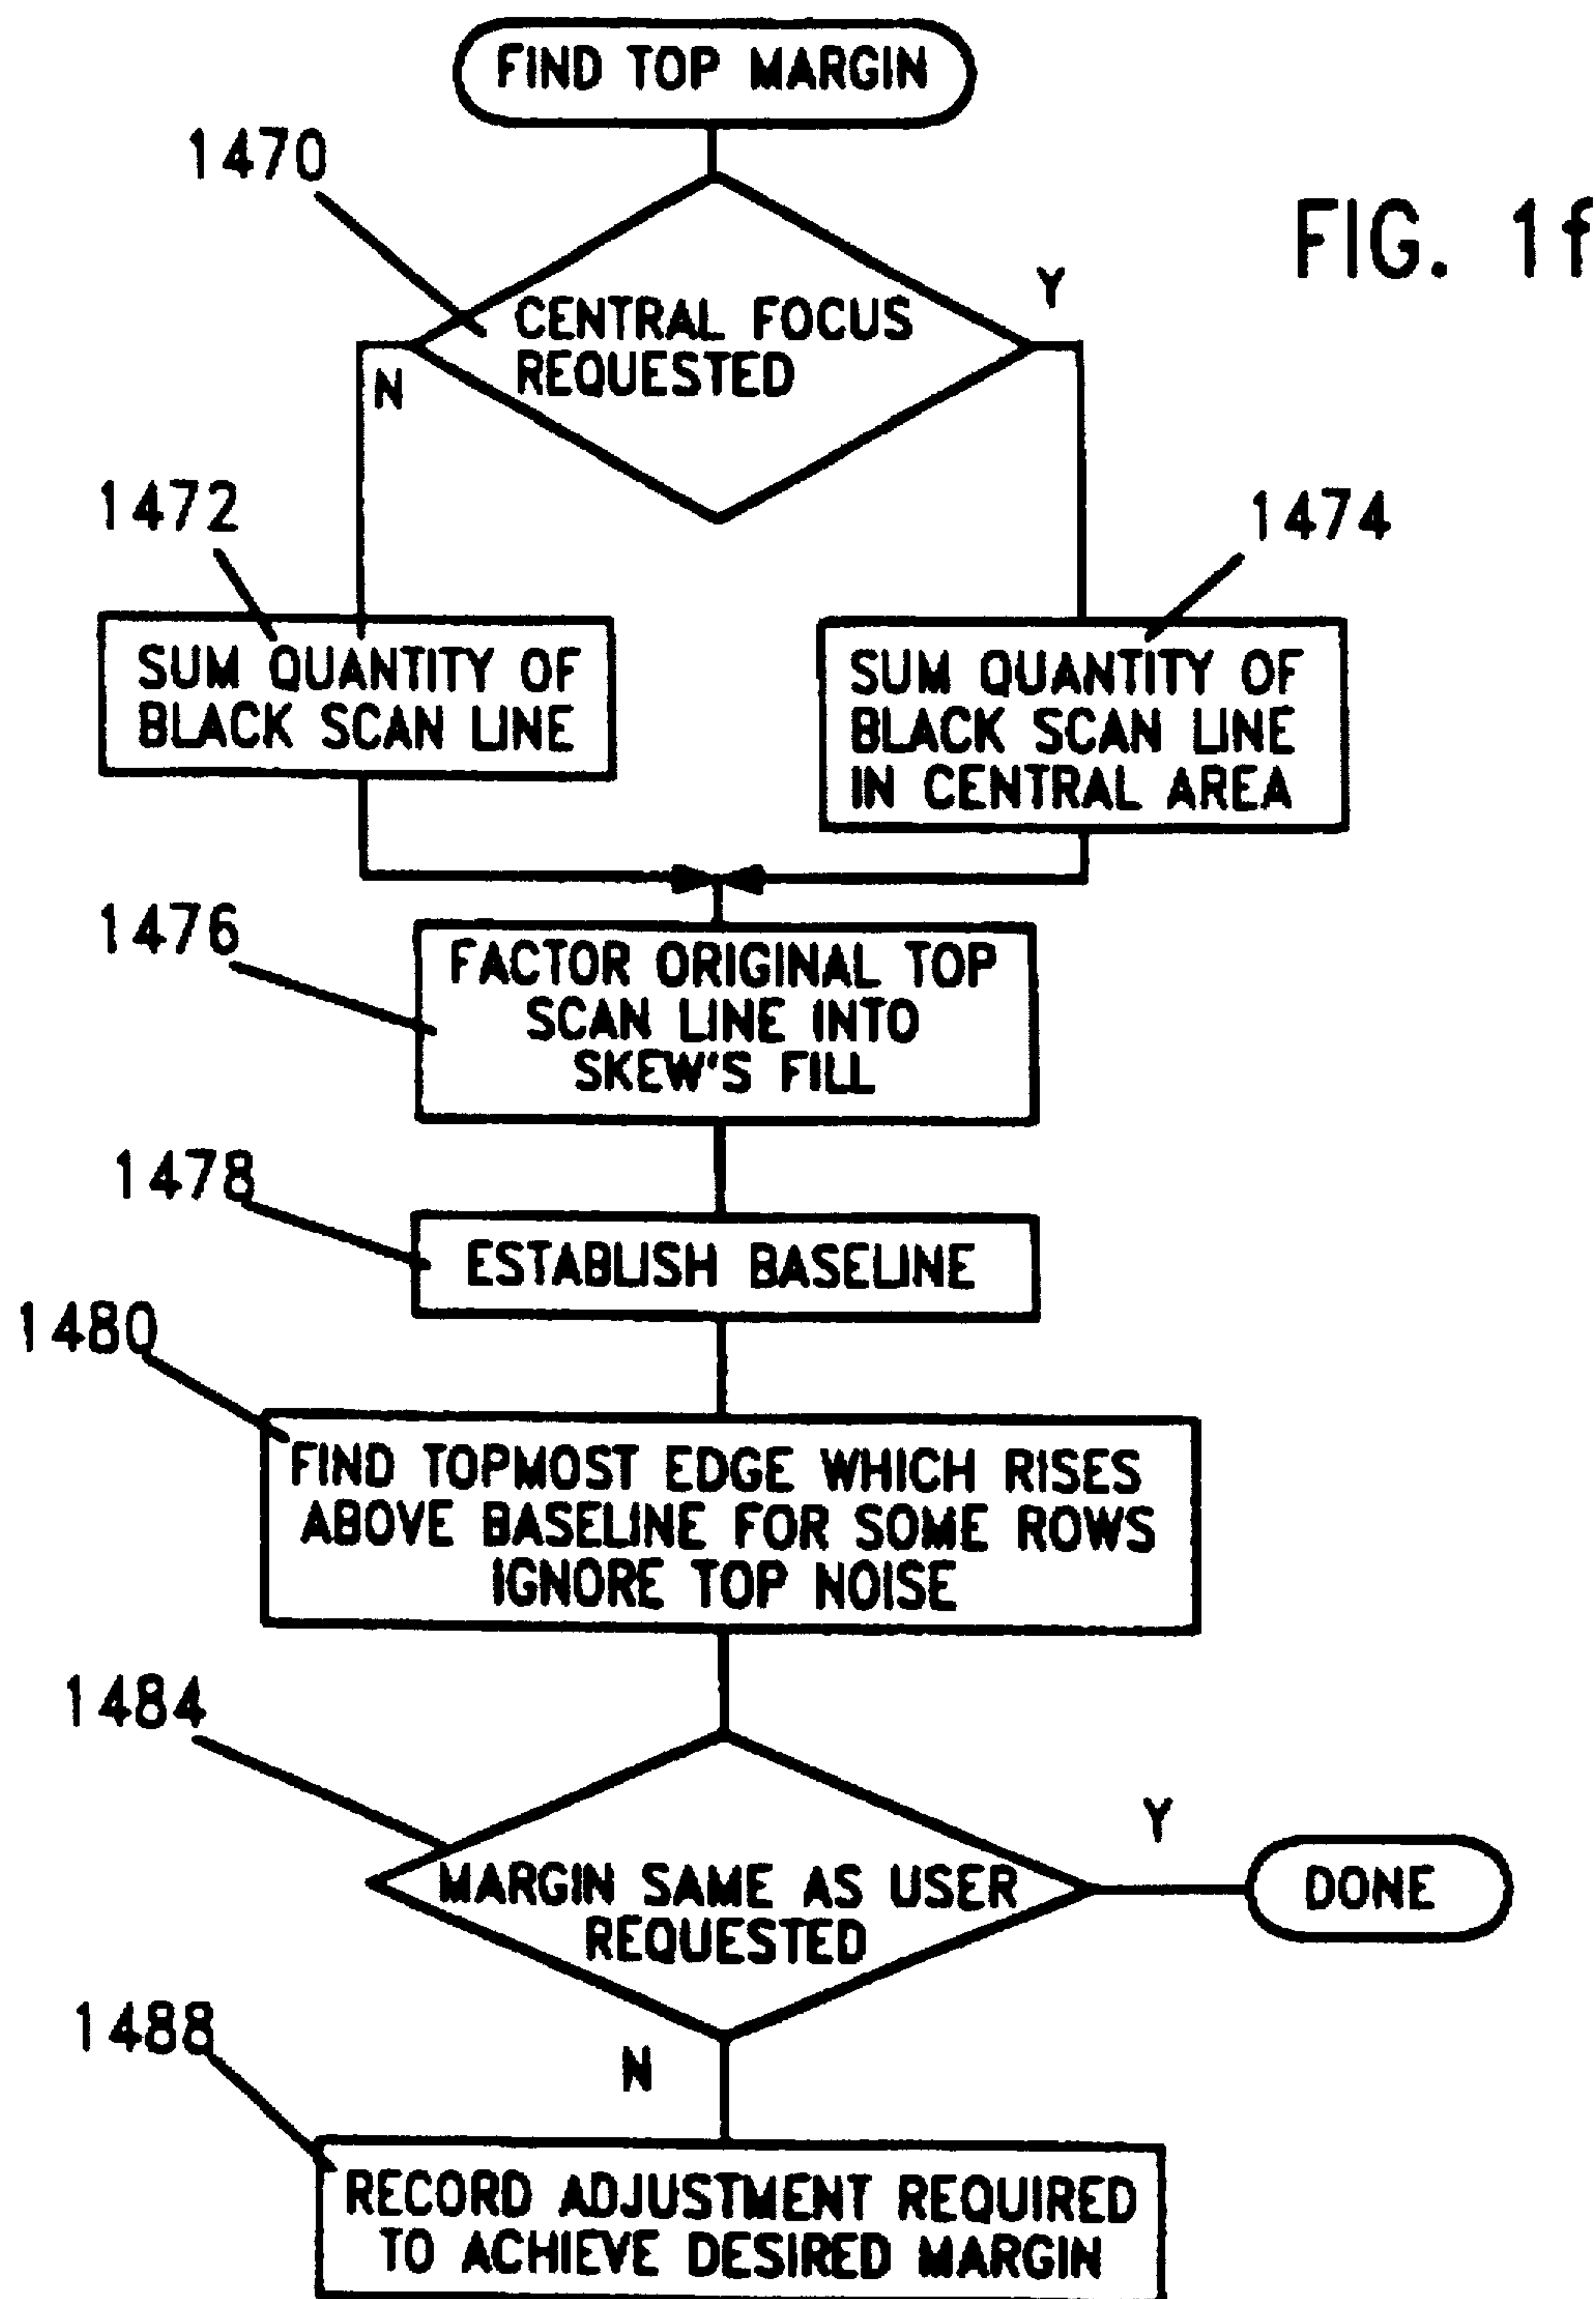 FIND TOP MARGIN
1470
FIG. 1f
Y
CENTRAL FOCUS
REQUESTED
N
1472
1474
SUM QUANTITY OF
BLACK SCAN LINE
SUM QUANTITY OF
BLACK SCAN LINE
IN CENTRAL AREA
1476
FACTOR ORIGINAL TOP
SCAN LINE INTO
SKEW'S FILL
1478
ESTABLISH BASELINE
1480
FIND TOPMOST EDGE WHICH RISES
ABOVE BASELINE FOR SOME ROWS
IGNORE TOP NOISE
1484
Y
MARGIN SAME AS USER
REQUESTED
DONE
1488
N
RECORD ADJUSTMENT REQUIRED
TO ACHIEVE DESIRED MARGIN